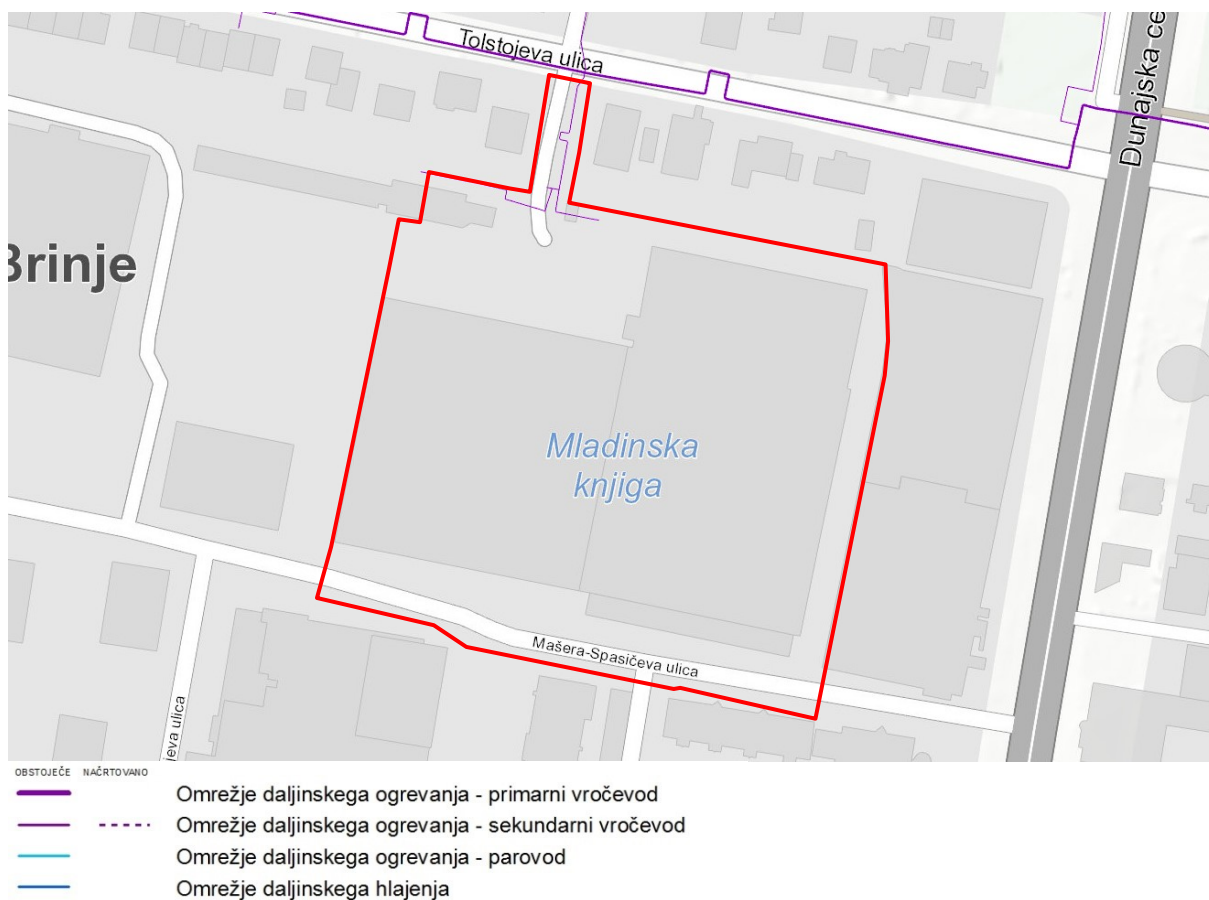 Tolstojeva ulica
Dunajska ce
Brinje
Mladinska
knjiga
Mašera-Spasičeva ulica
jeva ulica
OBSTOJEČE NAČRTOVANO
Omrežje daljinskega ogrevanja - primarni vročevod
Omrežje daljinskega ogrevanja - sekundarni vročevod
Omrežje daljinskega ogrevanja - parovod
Omrežje daljinskega hlajenja